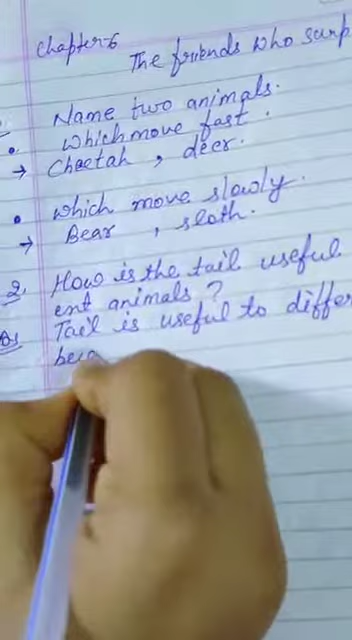 Chapter-6
The friends who
Name two animals.
• which move fast.
→ Cheetah, deer.
• which move slowly.
→ Bear, sloth.
2. How is the tail useful
ent animals?
Tail is useful to differ